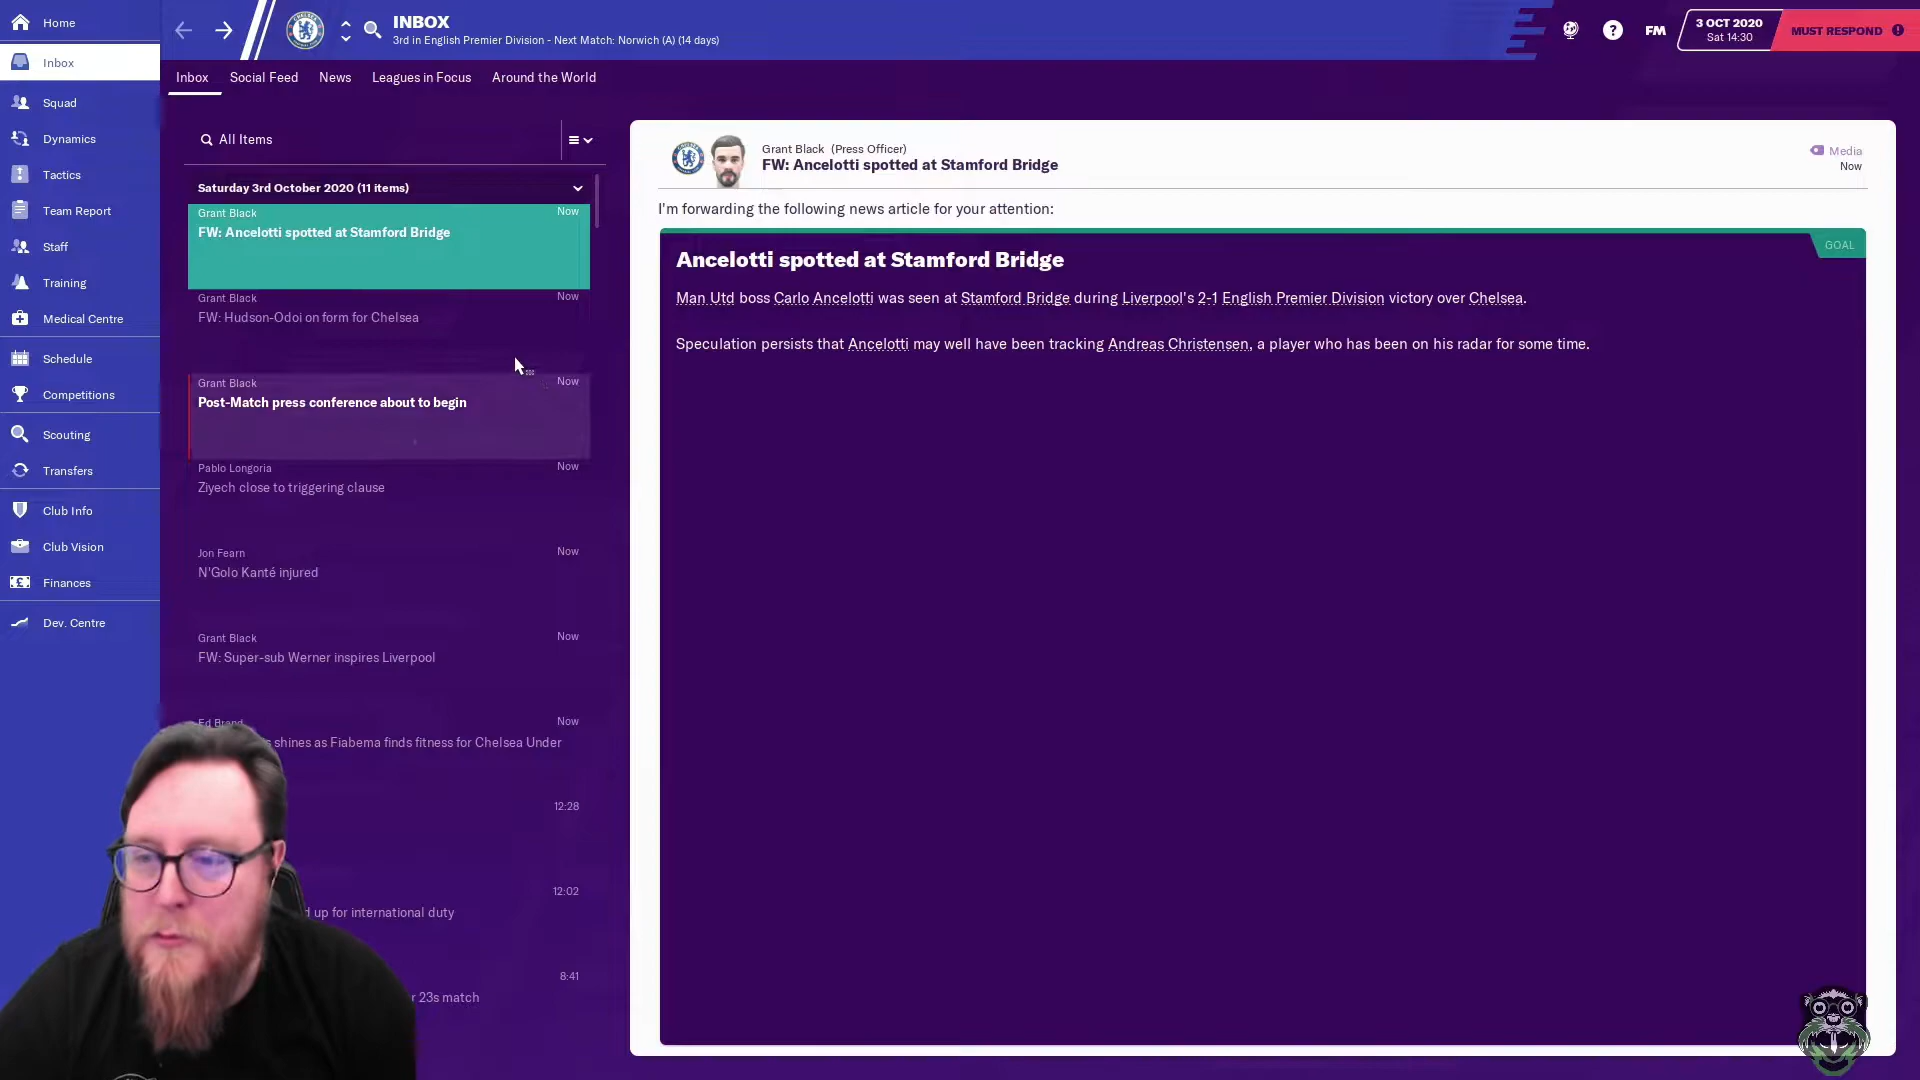 Home
Inbox
Squad
Dynamics
Tactics
Team Report
Staff
Training
Medical Centre
Schedule
Competitions
Scouting
Transfers
Club Info
Club Vision
Finances
Dev. Centre
INBOX
3rd in English Premier Division - Next Match: Norwich (A) (14 days)
?
FM
3 OCT 2020
Sat 14:30
MUST RESPOND
Inbox Social Feed News Leagues in Focus Around the World
All Items
Saturday 3rd October 2020 (11 items)
Grant Black Now
FW: Ancelotti spotted at Stamford Bridge
Grant Black Now
FW: Hudson-Odoi on form for Chelsea
Grant Black Now
Post-Match press conference about to begin
Pablo Longoria Now
Ziyech close to triggering clause
Jon Fearn Now
N'Golo Kanté injured
Grant Black Now
FW: Super-sub Werner inspires Liverpool
Ed Brand Now
shines as Fiabema finds fitness for Chelsea Under
12:28
12:02
up for international duty
8:41
23s match
Grant Black (Press Officer)
FW: Ancelotti spotted at Stamford Bridge
Media
Now
I'm forwarding the following news article for your attention:
GOAL
Ancelotti spotted at Stamford Bridge
Man Utd boss Carlo Ancelotti was seen at Stamford Bridge during Liverpool's 2-1 English Premier Division victory over Chelsea.
Speculation persists that Ancelotti may well have been tracking Andreas Christensen, a player who has been on his radar for some time.